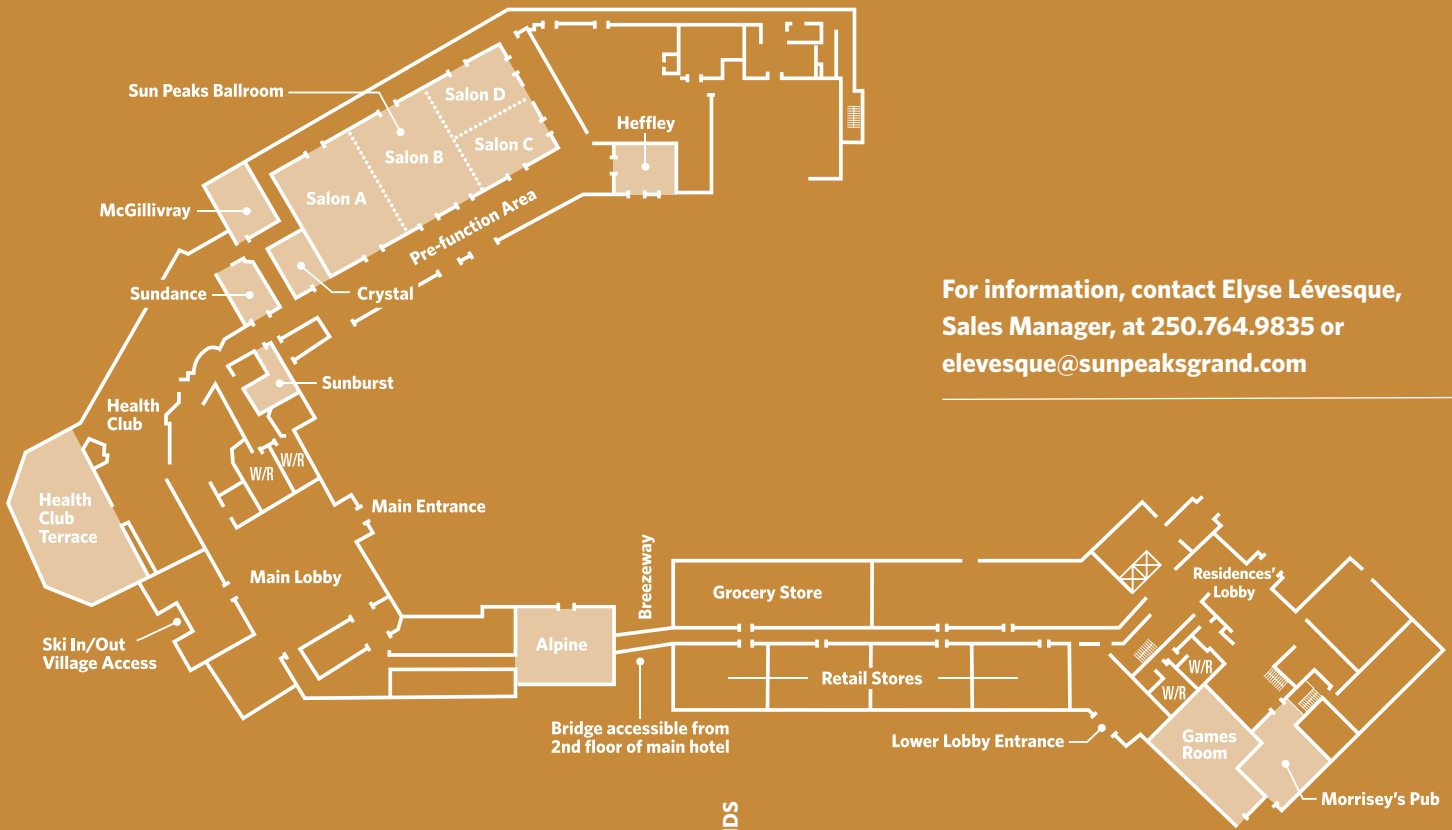 Sun Peaks Ballroom
Salon D
Heffley
Salon C
Salon B
Salon A
McGillivray
Pre-function Area
Sundance
Crystal
For information, contact Elyse Lévesque,
Sales Manager, at 250.764.9835 or
elevesque@sunpeaksgrand.com
Sunburst
Health
Club
W/R
W/R
Health
Club
Terrace
Main Entrance
Main Lobby
Breezeway
Grocery Store
Residences'
Lobby
Ski In/Out
Village Access
Alpine
Retail Stores
W/R
W/R
Bridge accessible from
2nd floor of main hotel
Lower Lobby Entrance
Games
Room
Morrisey's Pub